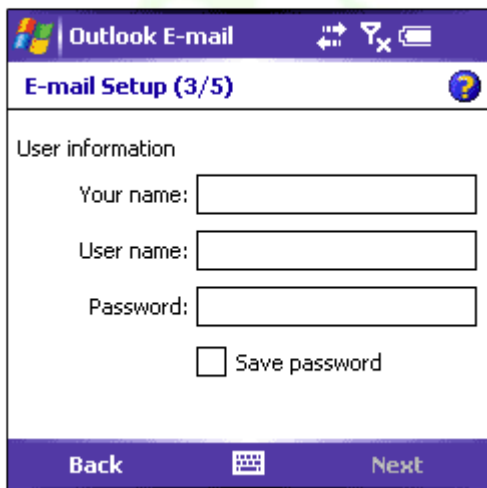 Outlook E-mail
E-mail Setup (3/5)
?
User information
Your name:
User name:
Password:
Save password
Back Next